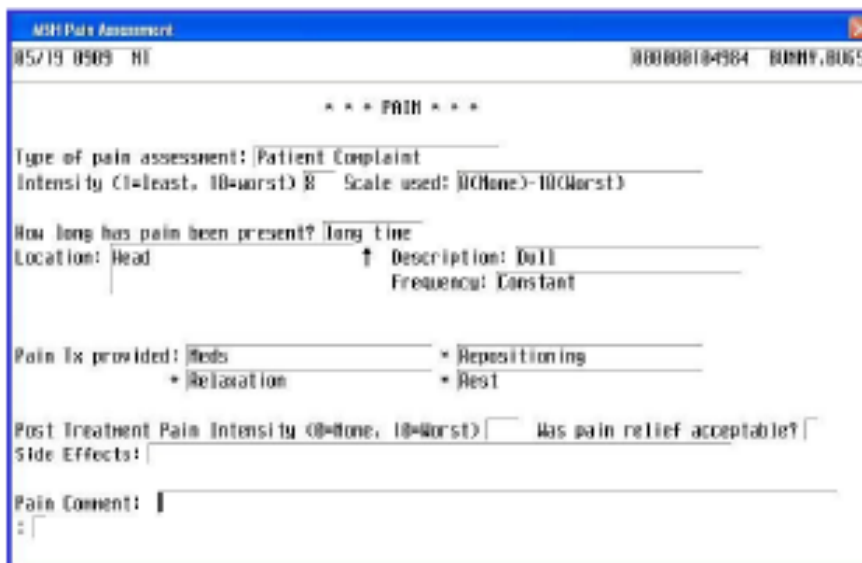 MSM Pain Assessment
05/19 0909 NT 000000104984 BUNNY,BUGS
* * * PAIN * * *
Type of pain assessment: Patient Complaint
Intensity (1=least, 10=worst) 8 Scale used: 0(None)-10(Worst)
How long has pain been present? long time
Location: Head ↑ Description: Dull
Frequency: Constant
Pain Tx provided: Meds * Repositioning
* Relaxation * Rest
Post Treatment Pain Intensity (0=None, 10=Worst) Was pain relief acceptable?
Side Effects:
Pain Comment:
: